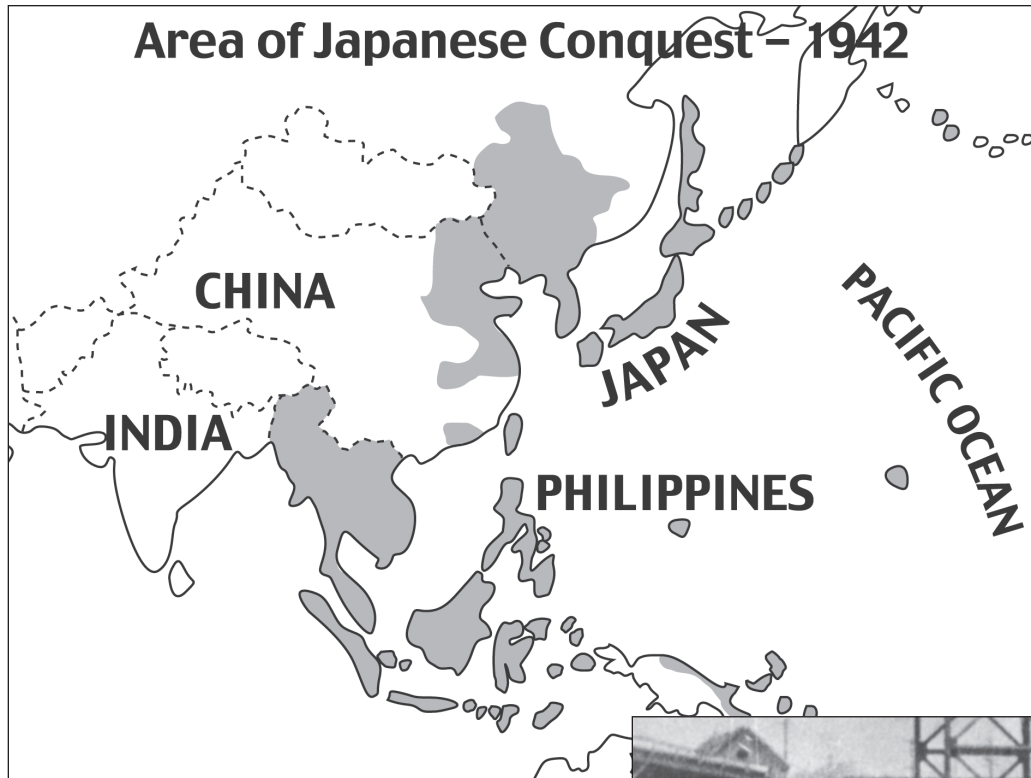 Area of Japanese Conquest – 1942
CHINA
JAPAN
PACIFIC OCEAN
INDIA
PHILIPPINES